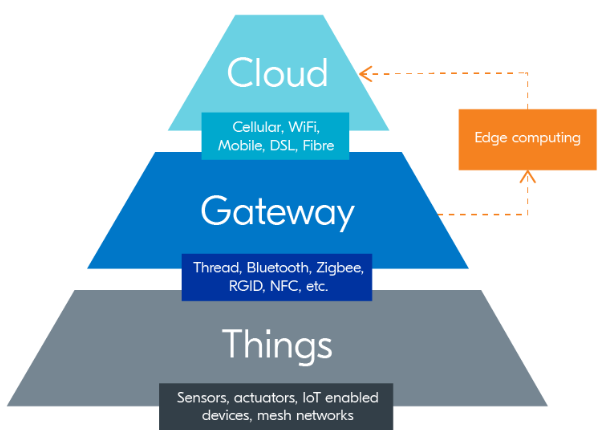 Cloud
Cellular, WiFi,
Mobile, DSL, Fibre
Edge computing
Gateway
Thread, Bluetooth, Zigbee,
RGID, NFC, etc.
Things
Sensors, actuators, IoT enabled
devices, mesh networks